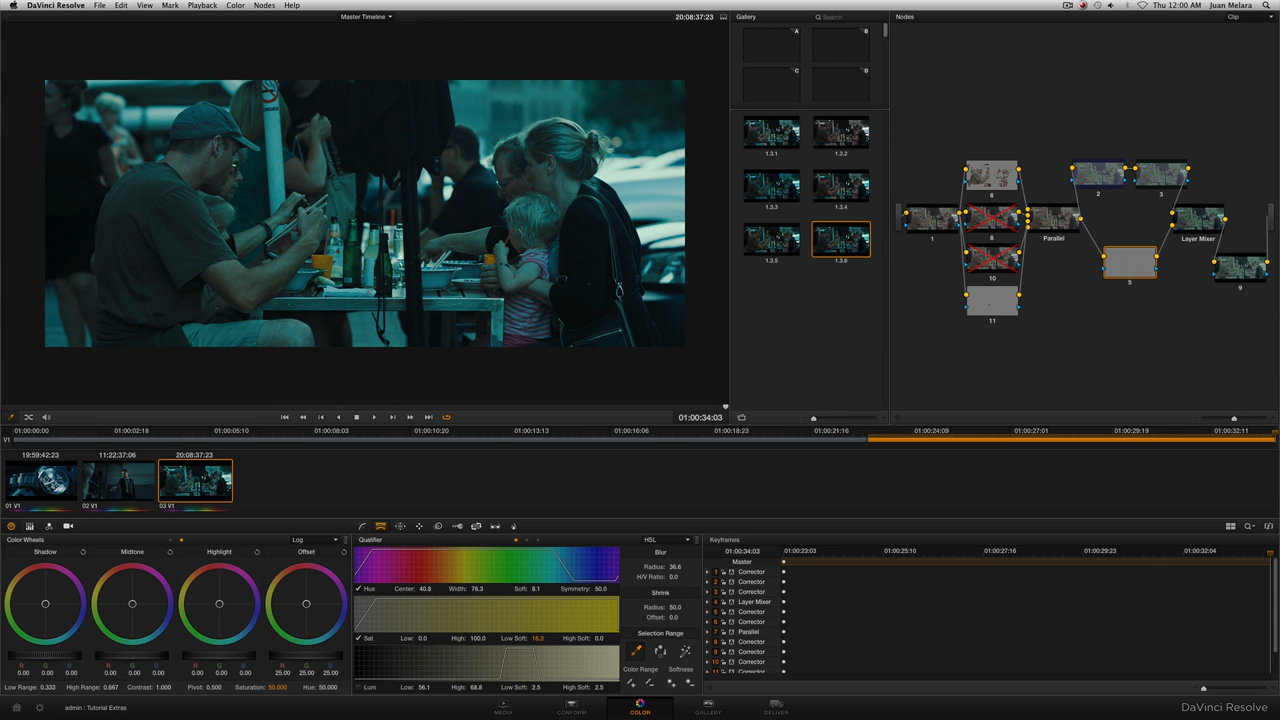 DaVinci Resolve File Edit View Mark Playback Color Nodes Help Thu 12:00 AM Juan Melara
Master Timeline 20:08:37:23 Gallery Search Nodes Clip
A B
C D
1.3.1 1.3.2
1.3.3 1.3.4
1.3.5 1.3.6
6 2 3
1 8 Parallel Layer Mixer
10 5 9
11
01:00:34:03
01:00:00:00 01:00:02:18 01:00:05:10 01:00:08:03 01:00:10:20 01:00:13:13 01:00:16:06 01:00:18:23 01:00:21:16 01:00:24:09 01:00:27:01 01:00:29:19 01:00:32:11
V1
19:59:42:23 11:22:37:06 20:08:37:23
01 V1 02 V1 03 V1
Color Wheels Log Qualifier HSL Keyframes
Shadow Midtone Highlight Offset Blur 01:00:34:03 01:00:23:03 01:00:25:10 01:00:27:16 01:00:29:23 01:00:32:04
Master
Radius: 36.6
H/V Ratio: 0.0
1 Corrector
2 Corrector
3 Corrector
4 Layer Mixer
5 Corrector
6 Corrector
7 Parallel
8 Corrector
9 Corrector
10 Corrector
11 Corrector
Hue Center: 40.8 Width: 76.3 Soft: 8.1 Symmetry: 50.0
Shrink
Radius: 50.0
Offset: 0.0
Sat Low: 0.0 High: 100.0 Low Soft: 16.3 High Soft: 0.0
Selection Range
Color Range Softness
R G B R G B R G B R G B
0.00 0.00 0.00 0.00 0.00 0.00 0.00 0.00 0.00 25.00 25.00 25.00
Low Range: 0.333 High Range: 0.667 Contrast: 1.000 Pivot: 0.500 Saturation: 50.000 Hue: 50.000
Lum Low: 56.1 High: 68.8 Low Soft: 2.5 High Soft: 2.5
admin : Tutorial Extras MEDIA CONFORM COLOR GALLERY DELIVER DaVinci Resolve